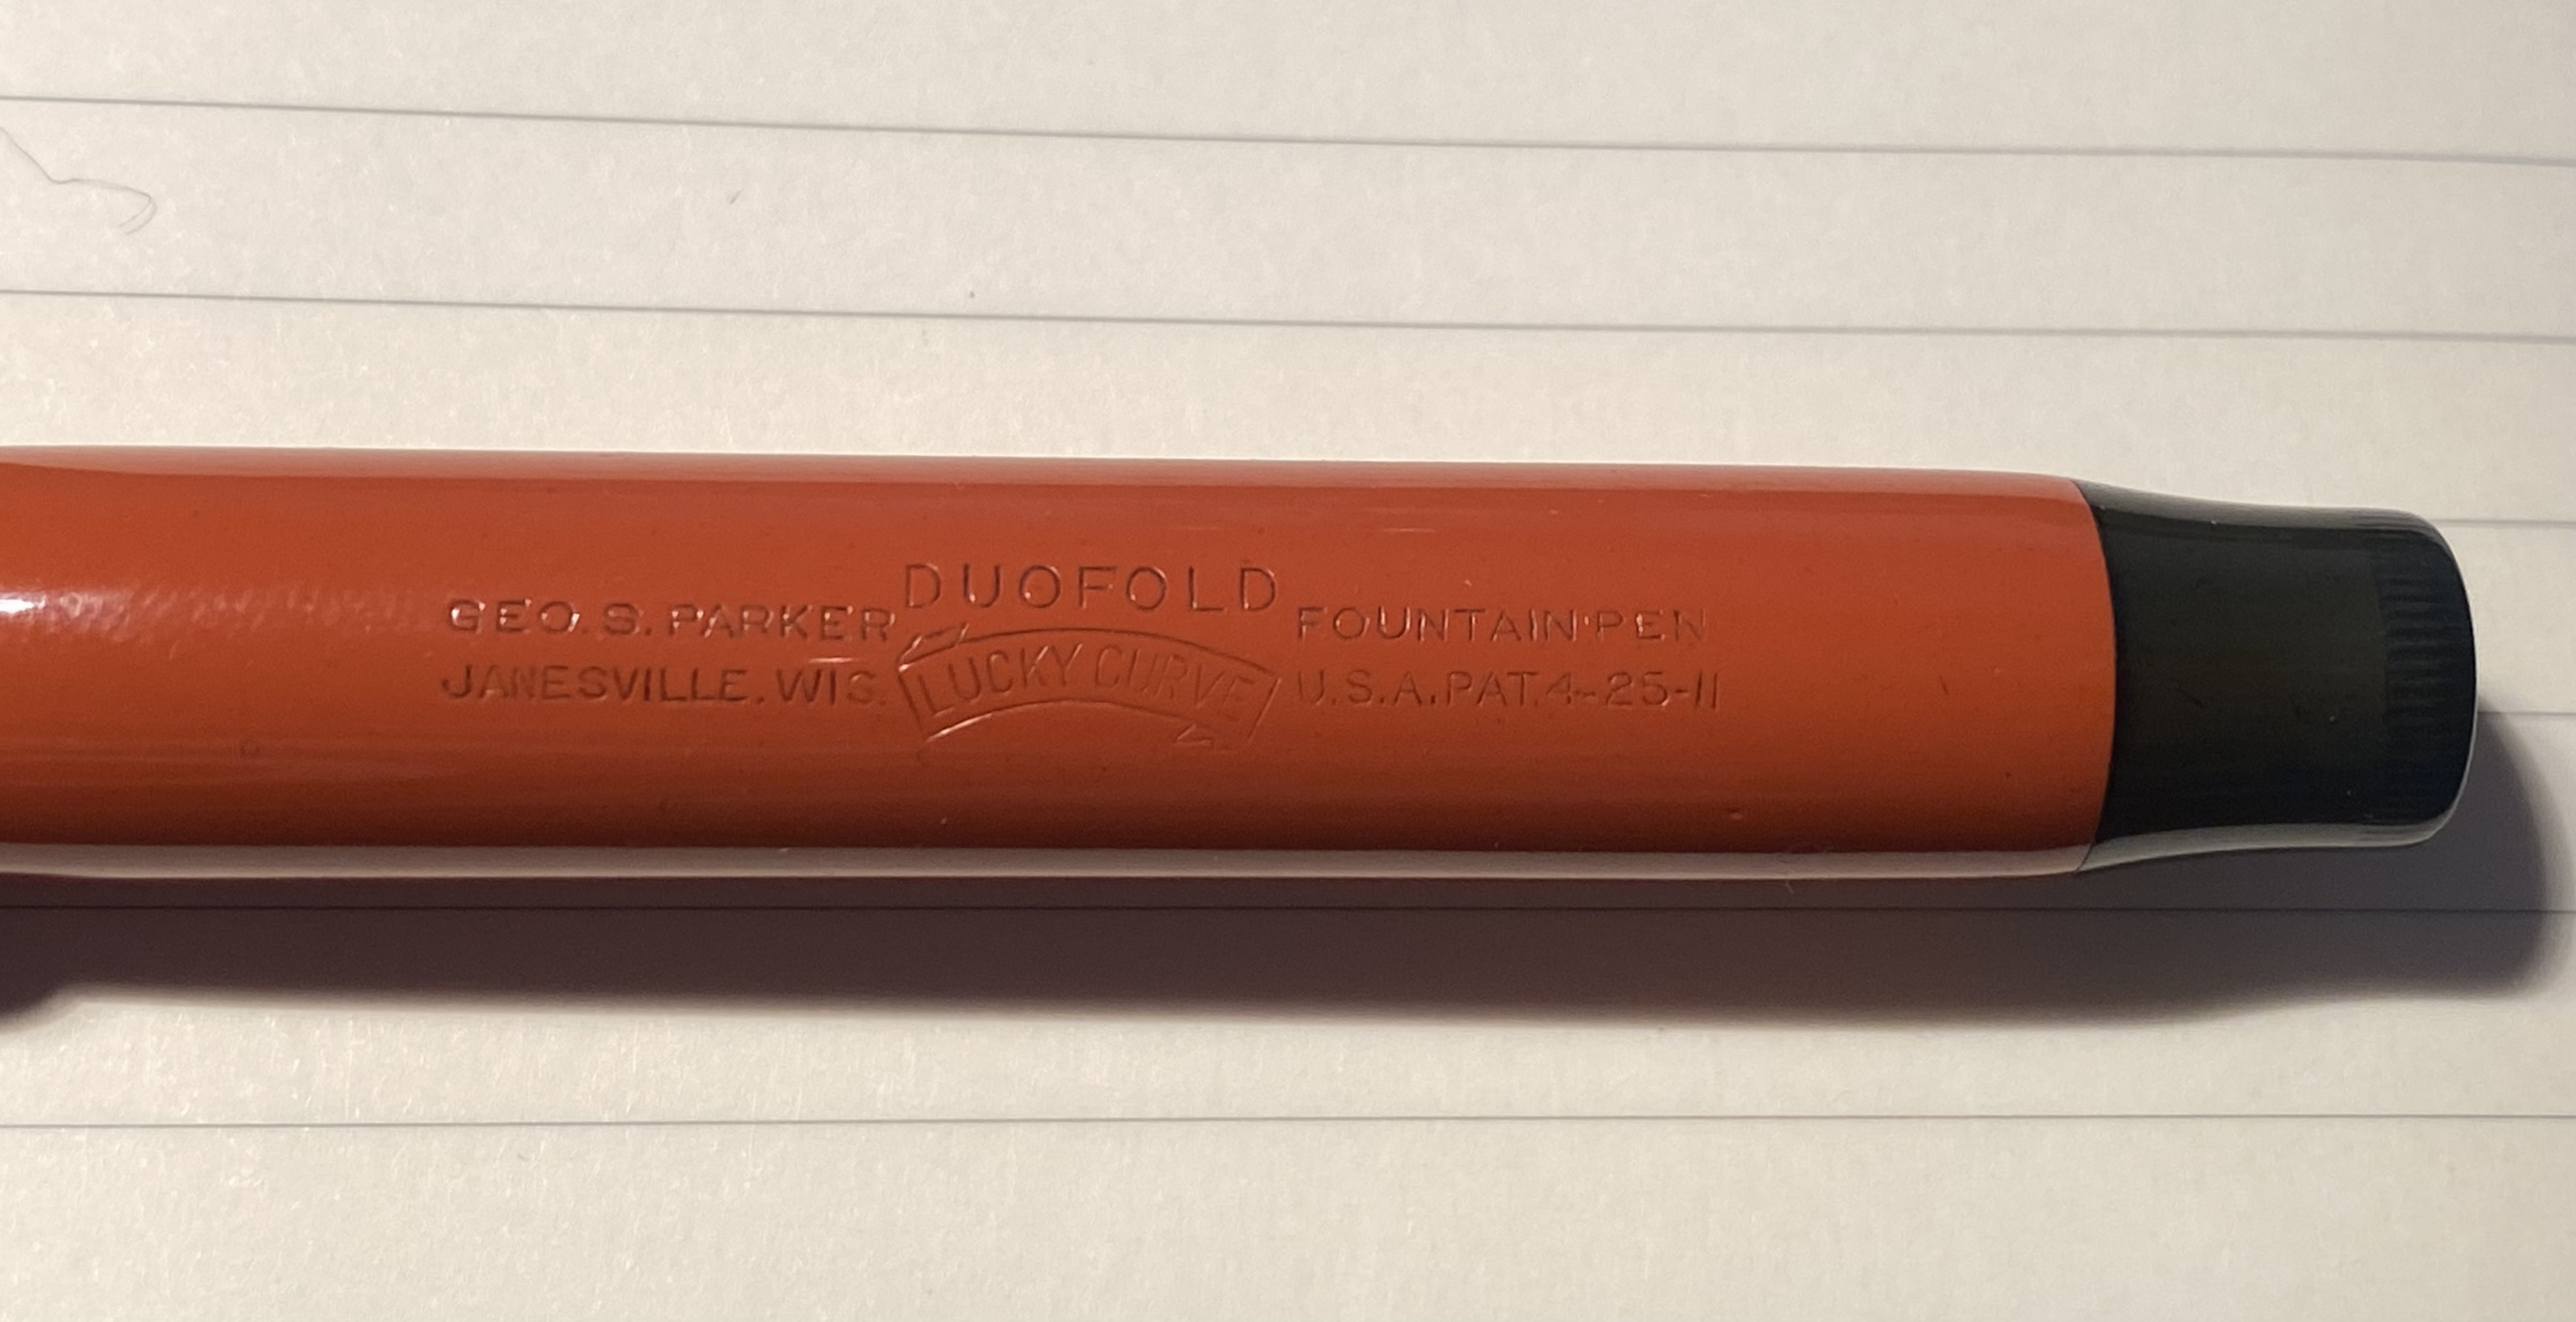 DUOFOLD
GEO. S. PARKER FOUNTAIN·PEN
JANESVILLE. WIS. LUCKY CURVE U.S.A. PAT. 4-25-11